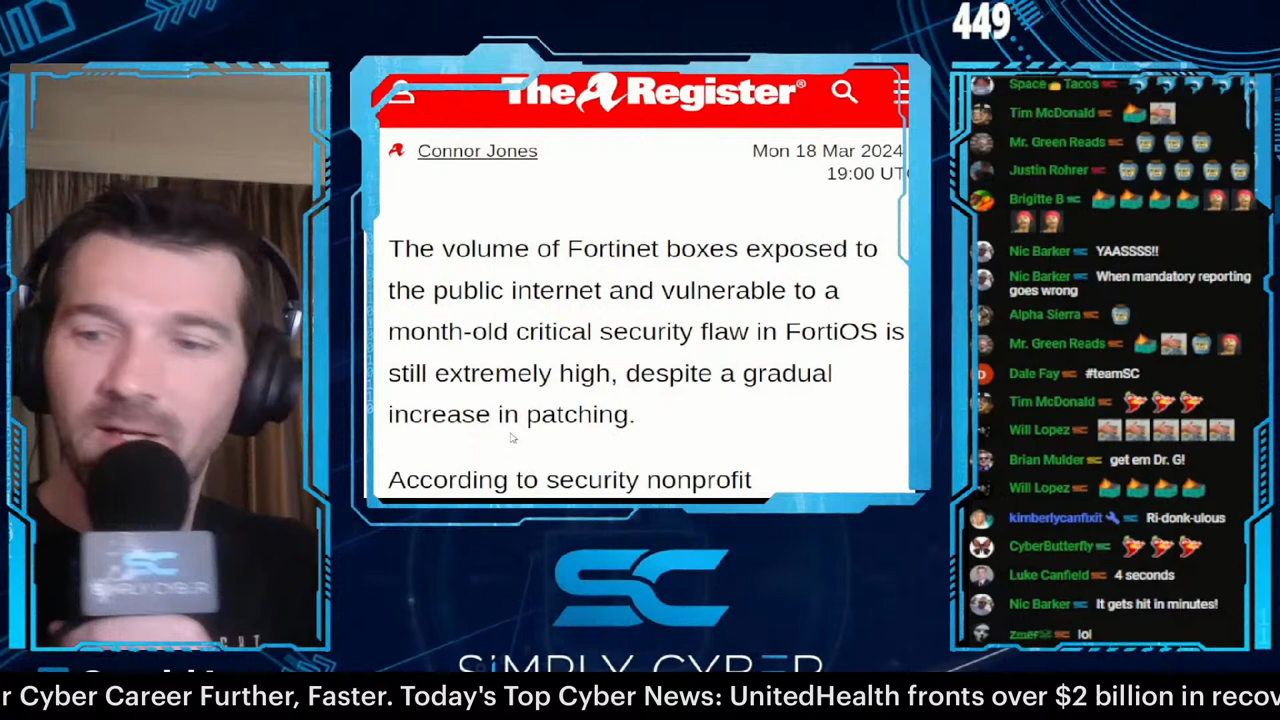 449
The Register®
Connor Jones
Mon 18 Mar 2024
19:00 UTC
The volume of Fortinet boxes exposed to
the public internet and vulnerable to a
month-old critical security flaw in FortiOS is
still extremely high, despite a gradual
increase in patching.
According to security nonprofit
Space Tacos
Tim McDonald
Mr. Green Reads
Justin Rohrer
Brigitte B
Nic Barker YAASSSS!!
Nic Barker When mandatory reporting
goes wrong
Alpha Sierra
Mr. Green Reads
D Dale Fay #teamSC
Tim McDonald
Will Lopez
Brian Mulder get em Dr. G!
Will Lopez
kimberlycanfixit Ri-donk-ulous
CyberButterfly
Luke Canfield 4 seconds
Nic Barker It gets hit in minutes!
lol
SC
SIMPLY CYBER
SC
SIMPLY CYBER
r Cyber Career Further, Faster. Today's Top Cyber News: UnitedHealth fronts over $2 billion in recov